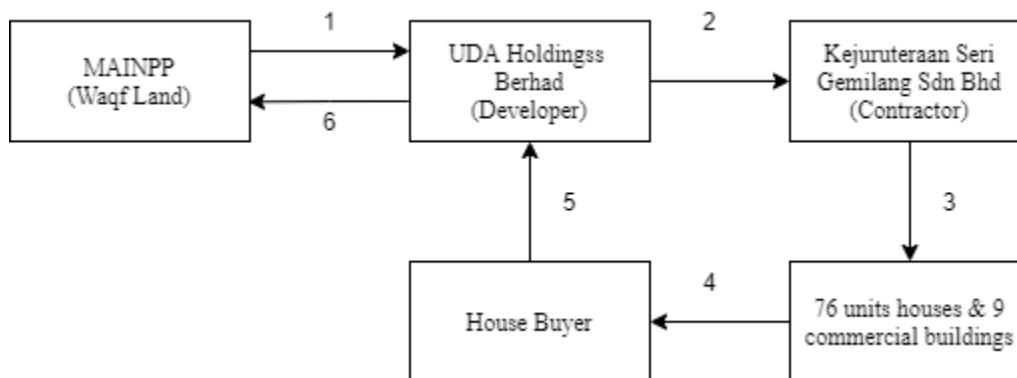 1
2
MAINPP
(Waqf Land)
UDA Holdingss
Berhad
(Developer)
Kejuruteraan Seri
Gemilang Sdn Bhd
(Contractor)
6
5
3
4
House Buyer
76 units houses & 9
commercial buildings